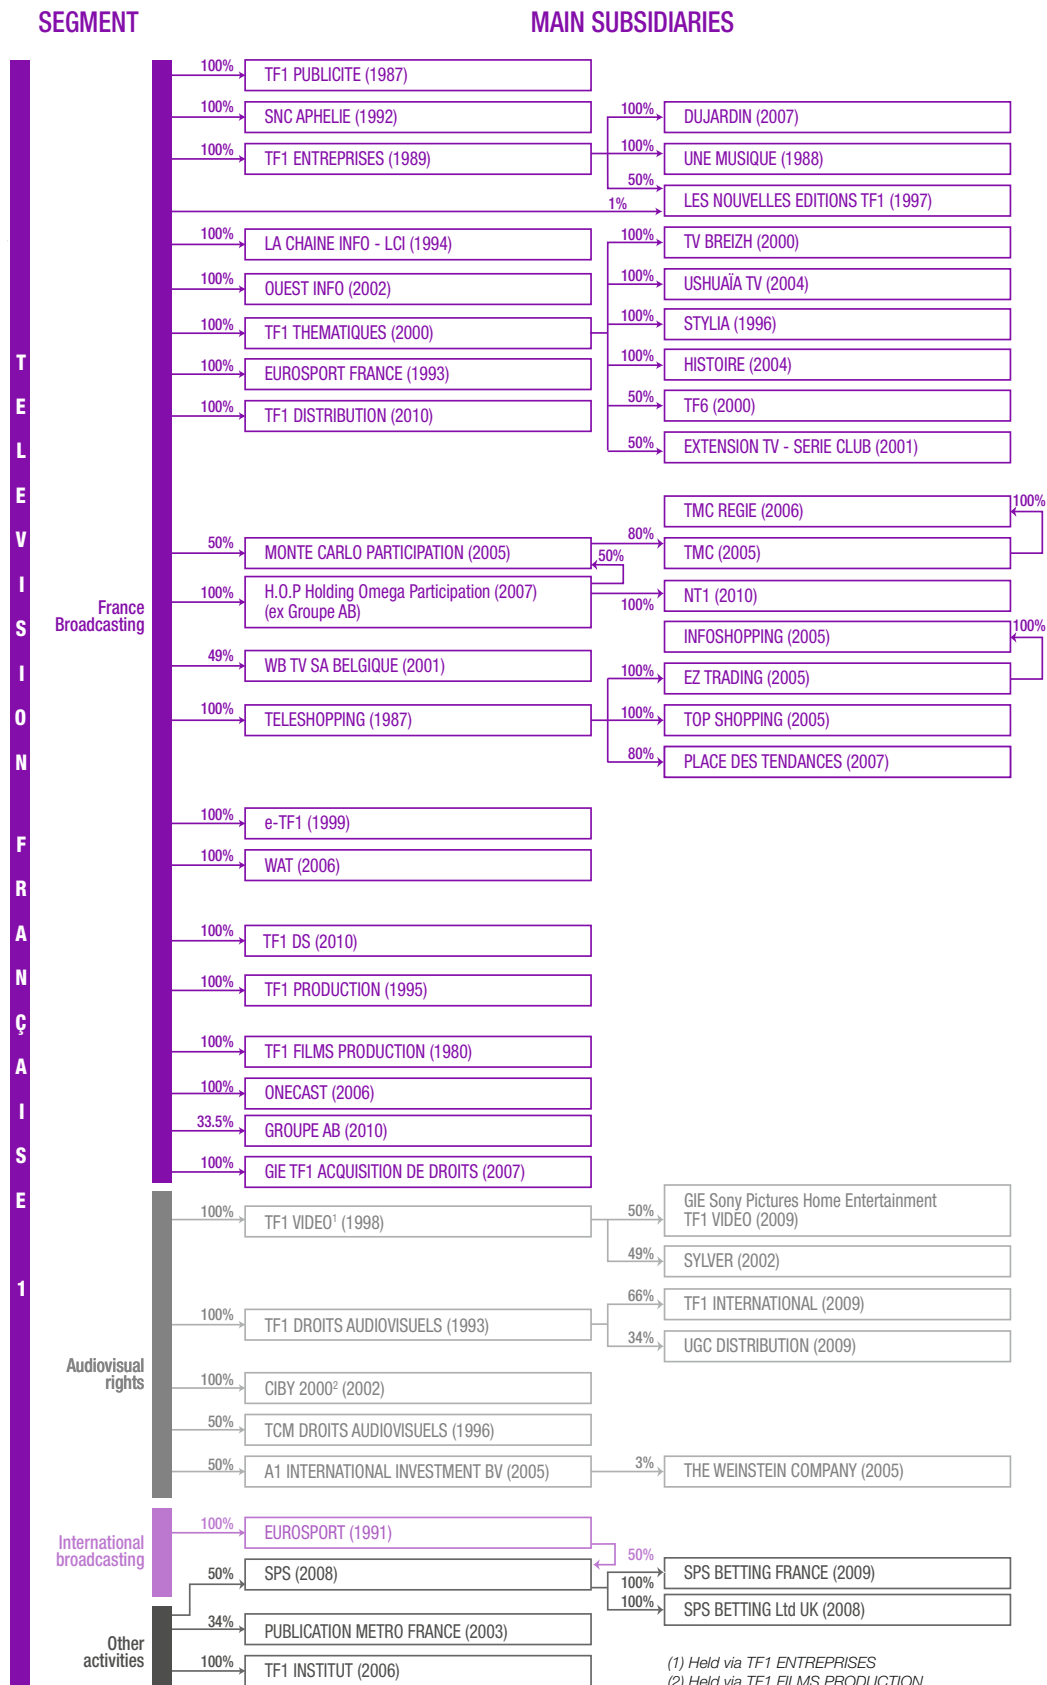 SEGMENT
MAIN SUBSIDIARIES
TELEVISION FRANÇAISE 1
France
Broadcasting
100% TF1 PUBLICITE (1987)
100% SNC APHELIE (1992)
100% DUJARDIN (2007)
100% TF1 ENTREPRISES (1989)
100% UNE MUSIQUE (1988)
50%
1% LES NOUVELLES EDITIONS TF1 (1997)
100% LA CHAINE INFO - LCI (1994)
100% TV BREIZH (2000)
100% OUEST INFO (2002)
100% USHUAÏA TV (2004)
100% TF1 THEMATIQUES (2000)
100% STYLIA (1996)
100% EUROSPORT FRANCE (1993)
100% HISTOIRE (2004)
100% TF1 DISTRIBUTION (2010)
50% TF6 (2000)
50% EXTENSION TV - SERIE CLUB (2001)
TMC REGIE (2006) 100%
50% MONTE CARLO PARTICIPATION (2005)
80% TMC (2005)
50%
100% H.O.P Holding Omega Participation (2007)
(ex Groupe AB)
100% NT1 (2010)
INFOSHOPPING (2005) 100%
49% WB TV SA BELGIQUE (2001)
100% EZ TRADING (2005)
100% TELESHOPPING (1987)
100% TOP SHOPPING (2005)
80% PLACE DES TENDANCES (2007)
100% e-TF1 (1999)
100% WAT (2006)
100% TF1 DS (2010)
100% TF1 PRODUCTION (1995)
100% TF1 FILMS PRODUCTION (1980)
100% ONECAST (2006)
33.5% GROUPE AB (2010)
100% GIE TF1 ACQUISITION DE DROITS (2007)
Audiovisual
rights
100% TF1 VIDEO1 (1998)
50% GIE Sony Pictures Home Entertainment
TF1 VIDEO (2009)
49% SYLVER (2002)
100% TF1 DROITS AUDIOVISUELS (1993)
66% TF1 INTERNATIONAL (2009)
34% UGC DISTRIBUTION (2009)
100% CIBY 20002 (2002)
50% TCM DROITS AUDIOVISUELS (1996)
50% A1 INTERNATIONAL INVESTMENT BV (2005)
3% THE WEINSTEIN COMPANY (2005)
International
broadcasting
100% EUROSPORT (1991)
50%
50% SPS (2008)
100% SPS BETTING FRANCE (2009)
100% SPS BETTING Ltd UK (2008)
Other
activities
34% PUBLICATION METRO FRANCE (2003)
100% TF1 INSTITUT (2006)
(1) Held via TF1 ENTREPRISES
(2) Held via TF1 FILMS PRODUCTION